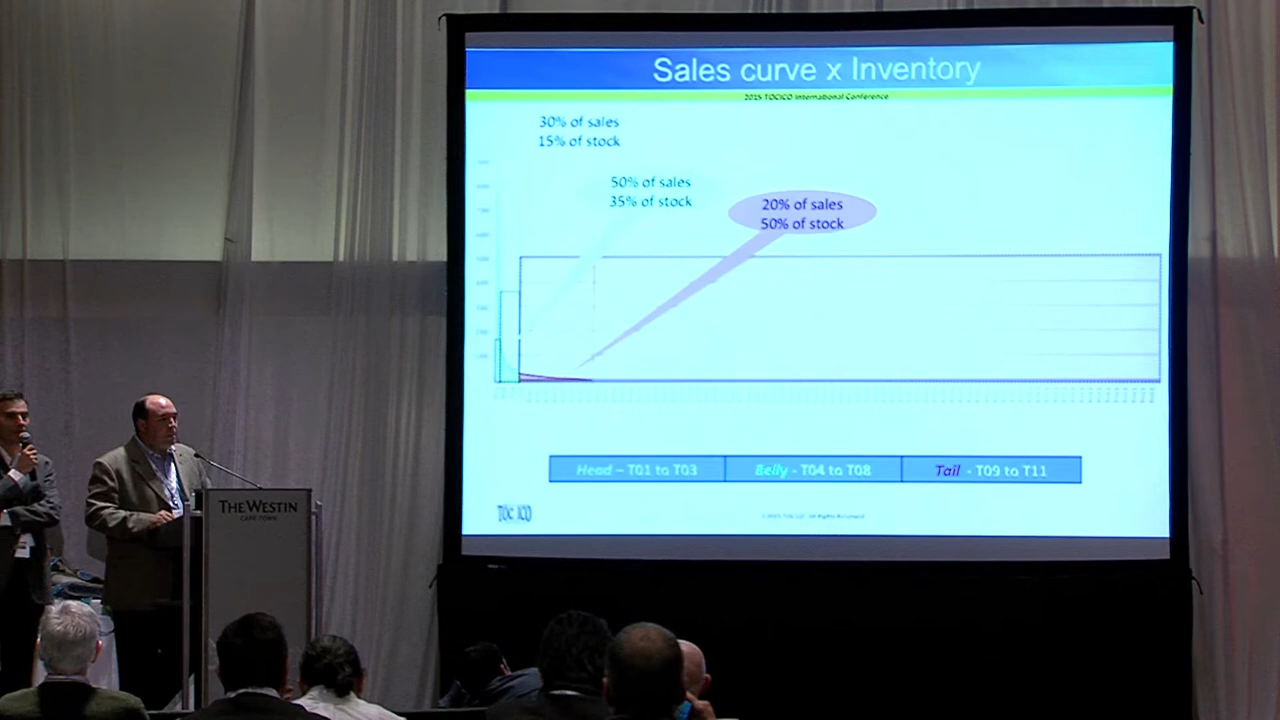 Sales curve x Inventory
2015 TOCICO International Conference
30% of sales
15% of stock
50% of sales
35% of stock
20% of sales
50% of stock
Head – T01 to T03
Belly - T04 to T08
Tail - T09 to T11
TOC ICO
THE WESTIN
CAPE TOWN